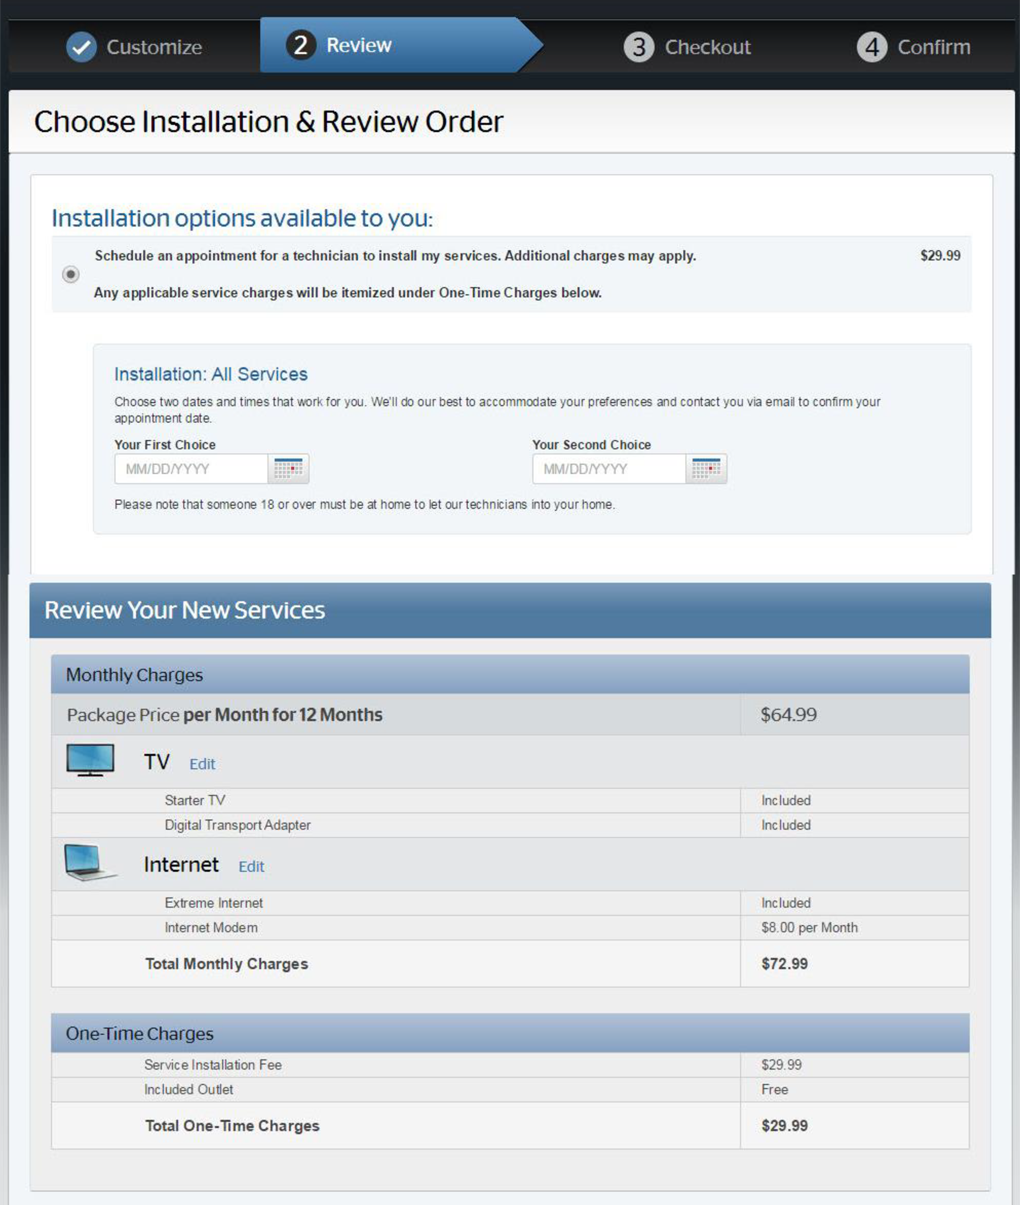 Customize
2 Review
3 Checkout
4 Confirm
Choose Installation & Review Order
Installation options available to you:
Schedule an appointment for a technician to install my services. Additional charges may apply. $29.99
Any applicable service charges will be itemized under One-Time Charges below.
Installation: All Services
Choose two dates and times that work for you. We'll do our best to accommodate your preferences and contact you via email to confirm your
appointment date.
Your First Choice
MM/DD/YYYY
Your Second Choice
MM/DD/YYYY
Please note that someone 18 or over must be at home to let our technicians into your home.
Review Your New Services
Monthly Charges
Package Price per Month for 12 Months $64.99
TV Edit
Starter TV Included
Digital Transport Adapter Included
Internet Edit
Extreme Internet Included
Internet Modem $8.00 per Month
Total Monthly Charges $72.99
One-Time Charges
Service Installation Fee $29.99
Included Outlet Free
Total One-Time Charges $29.99